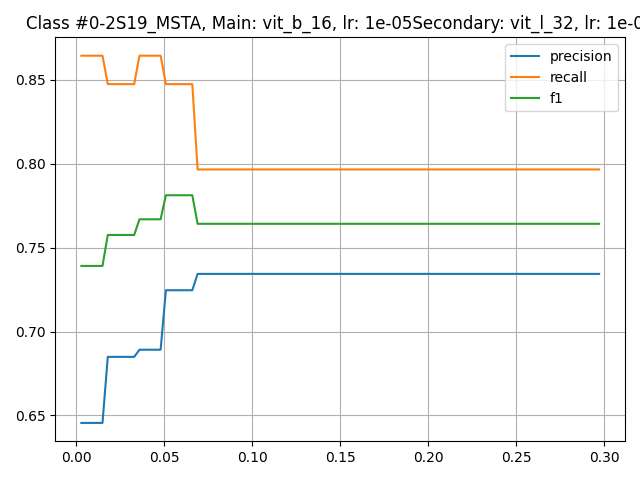 Class #0-2S19_MSTA, Main: vit_b_16, lr: 1e-05Secondary: vit_l_32, lr: 1e-0
precision
recall
f1
0.85
0.80
0.75
0.70
0.65
0.00 0.05 0.10 0.15 0.20 0.25 0.30